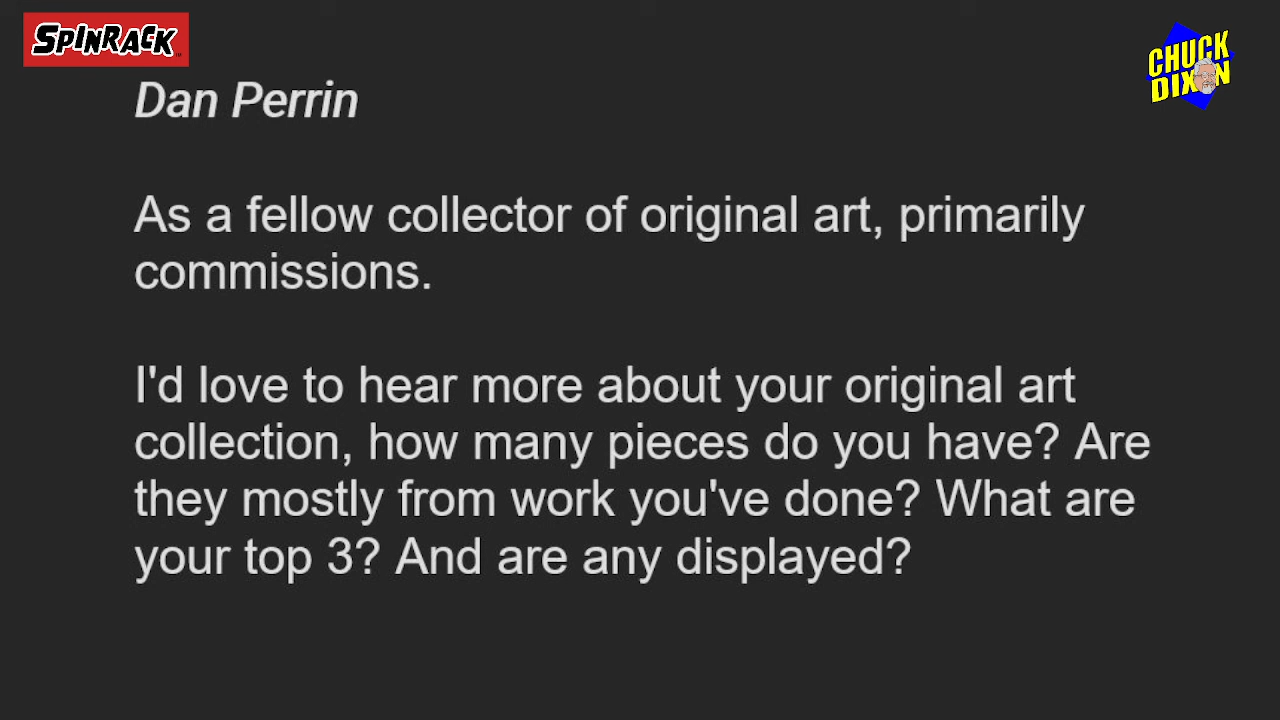 SPINRACK
CHUCK
DIXON
Dan Perrin
As a fellow collector of original art, primarily
commissions.
I'd love to hear more about your original art
collection, how many pieces do you have? Are
they mostly from work you've done? What are
your top 3? And are any displayed?